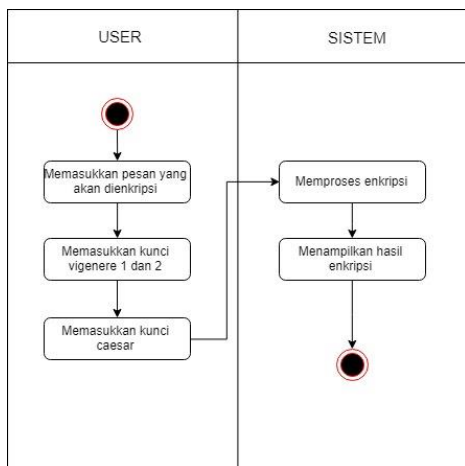 USER
SISTEM
Memasukkan pesan yang
akan dienkripsi
Memasukkan kunci
vigenere 1 dan 2
Memasukkan kunci
caesar
Memproses enkripsi
Menampilkan hasil
enkripsi